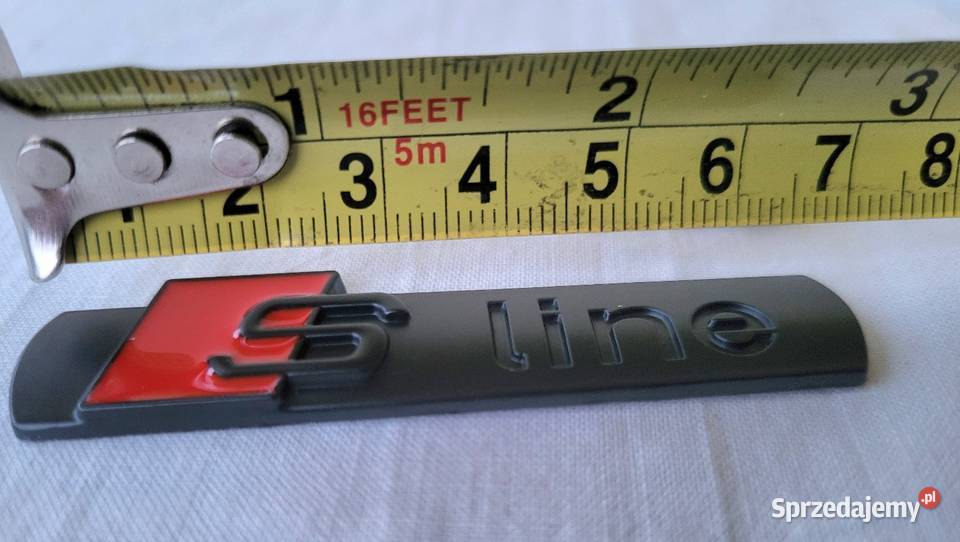 1 2 3
16FEET
5m
1 2 3 4 5 6 7 8
S line
Sprzedajemy.pl